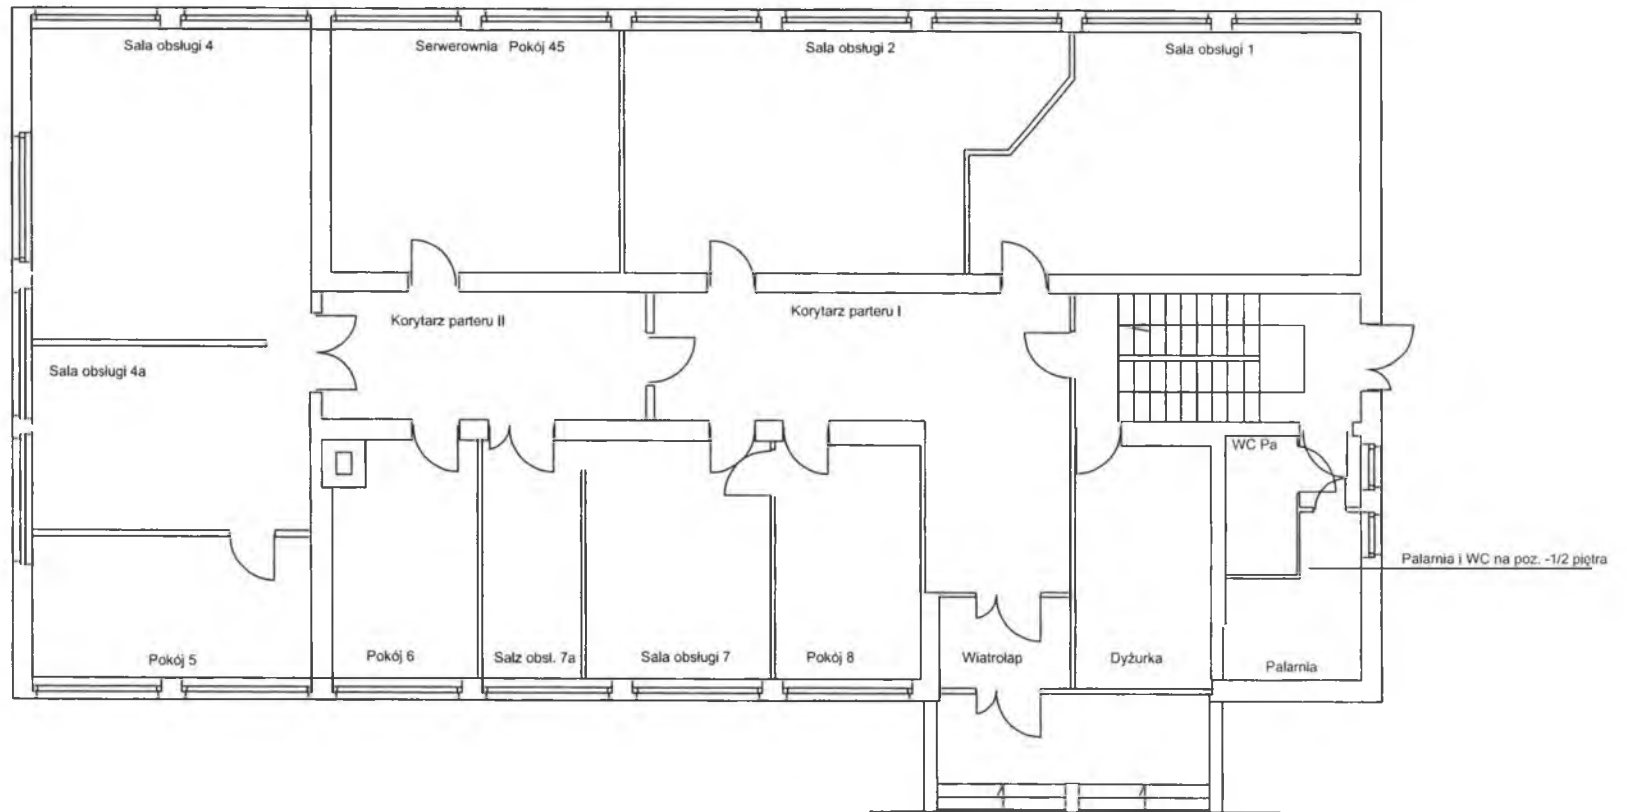 Sala obsługi 4
Serwerownia Pokój 45
Sala obsługi 2
Sala obsługi 1
Korytarz parteru II
Korytarz parteru I
Sala obsługi 4a
WC Pa
Palarnia i WC na poz. -1/2 piętra
Pokój 5
Pokój 6
Salz obsł. 7a
Sala obsługi 7
Pokój 8
Wiatrołap
Dyżurka
Palarnia